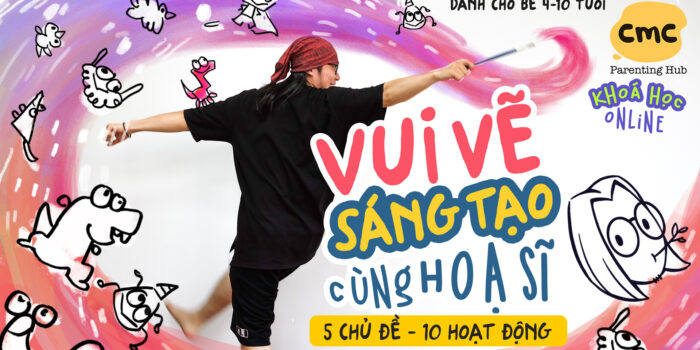 DÀNH CHO BÉ 4-10 TUỔI
CMC
Parenting Hub
KHOÁ HỌC
ONLINE
VUI VẼ
SÁNG TẠO
CÙNG HOẠ SĨ
5 CHỦ ĐỀ - 10 HOẠT ĐỘNG